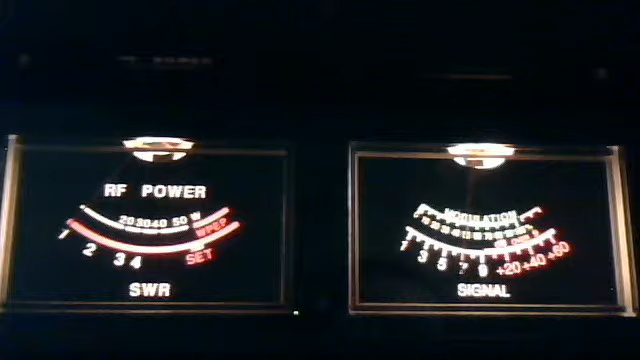 RF POWER
20 30 40 50 W
WPEP
1 2 3 4 SET
SWR
MODULATION
1 3 5 7 9 +20 +40 +60
SIGNAL